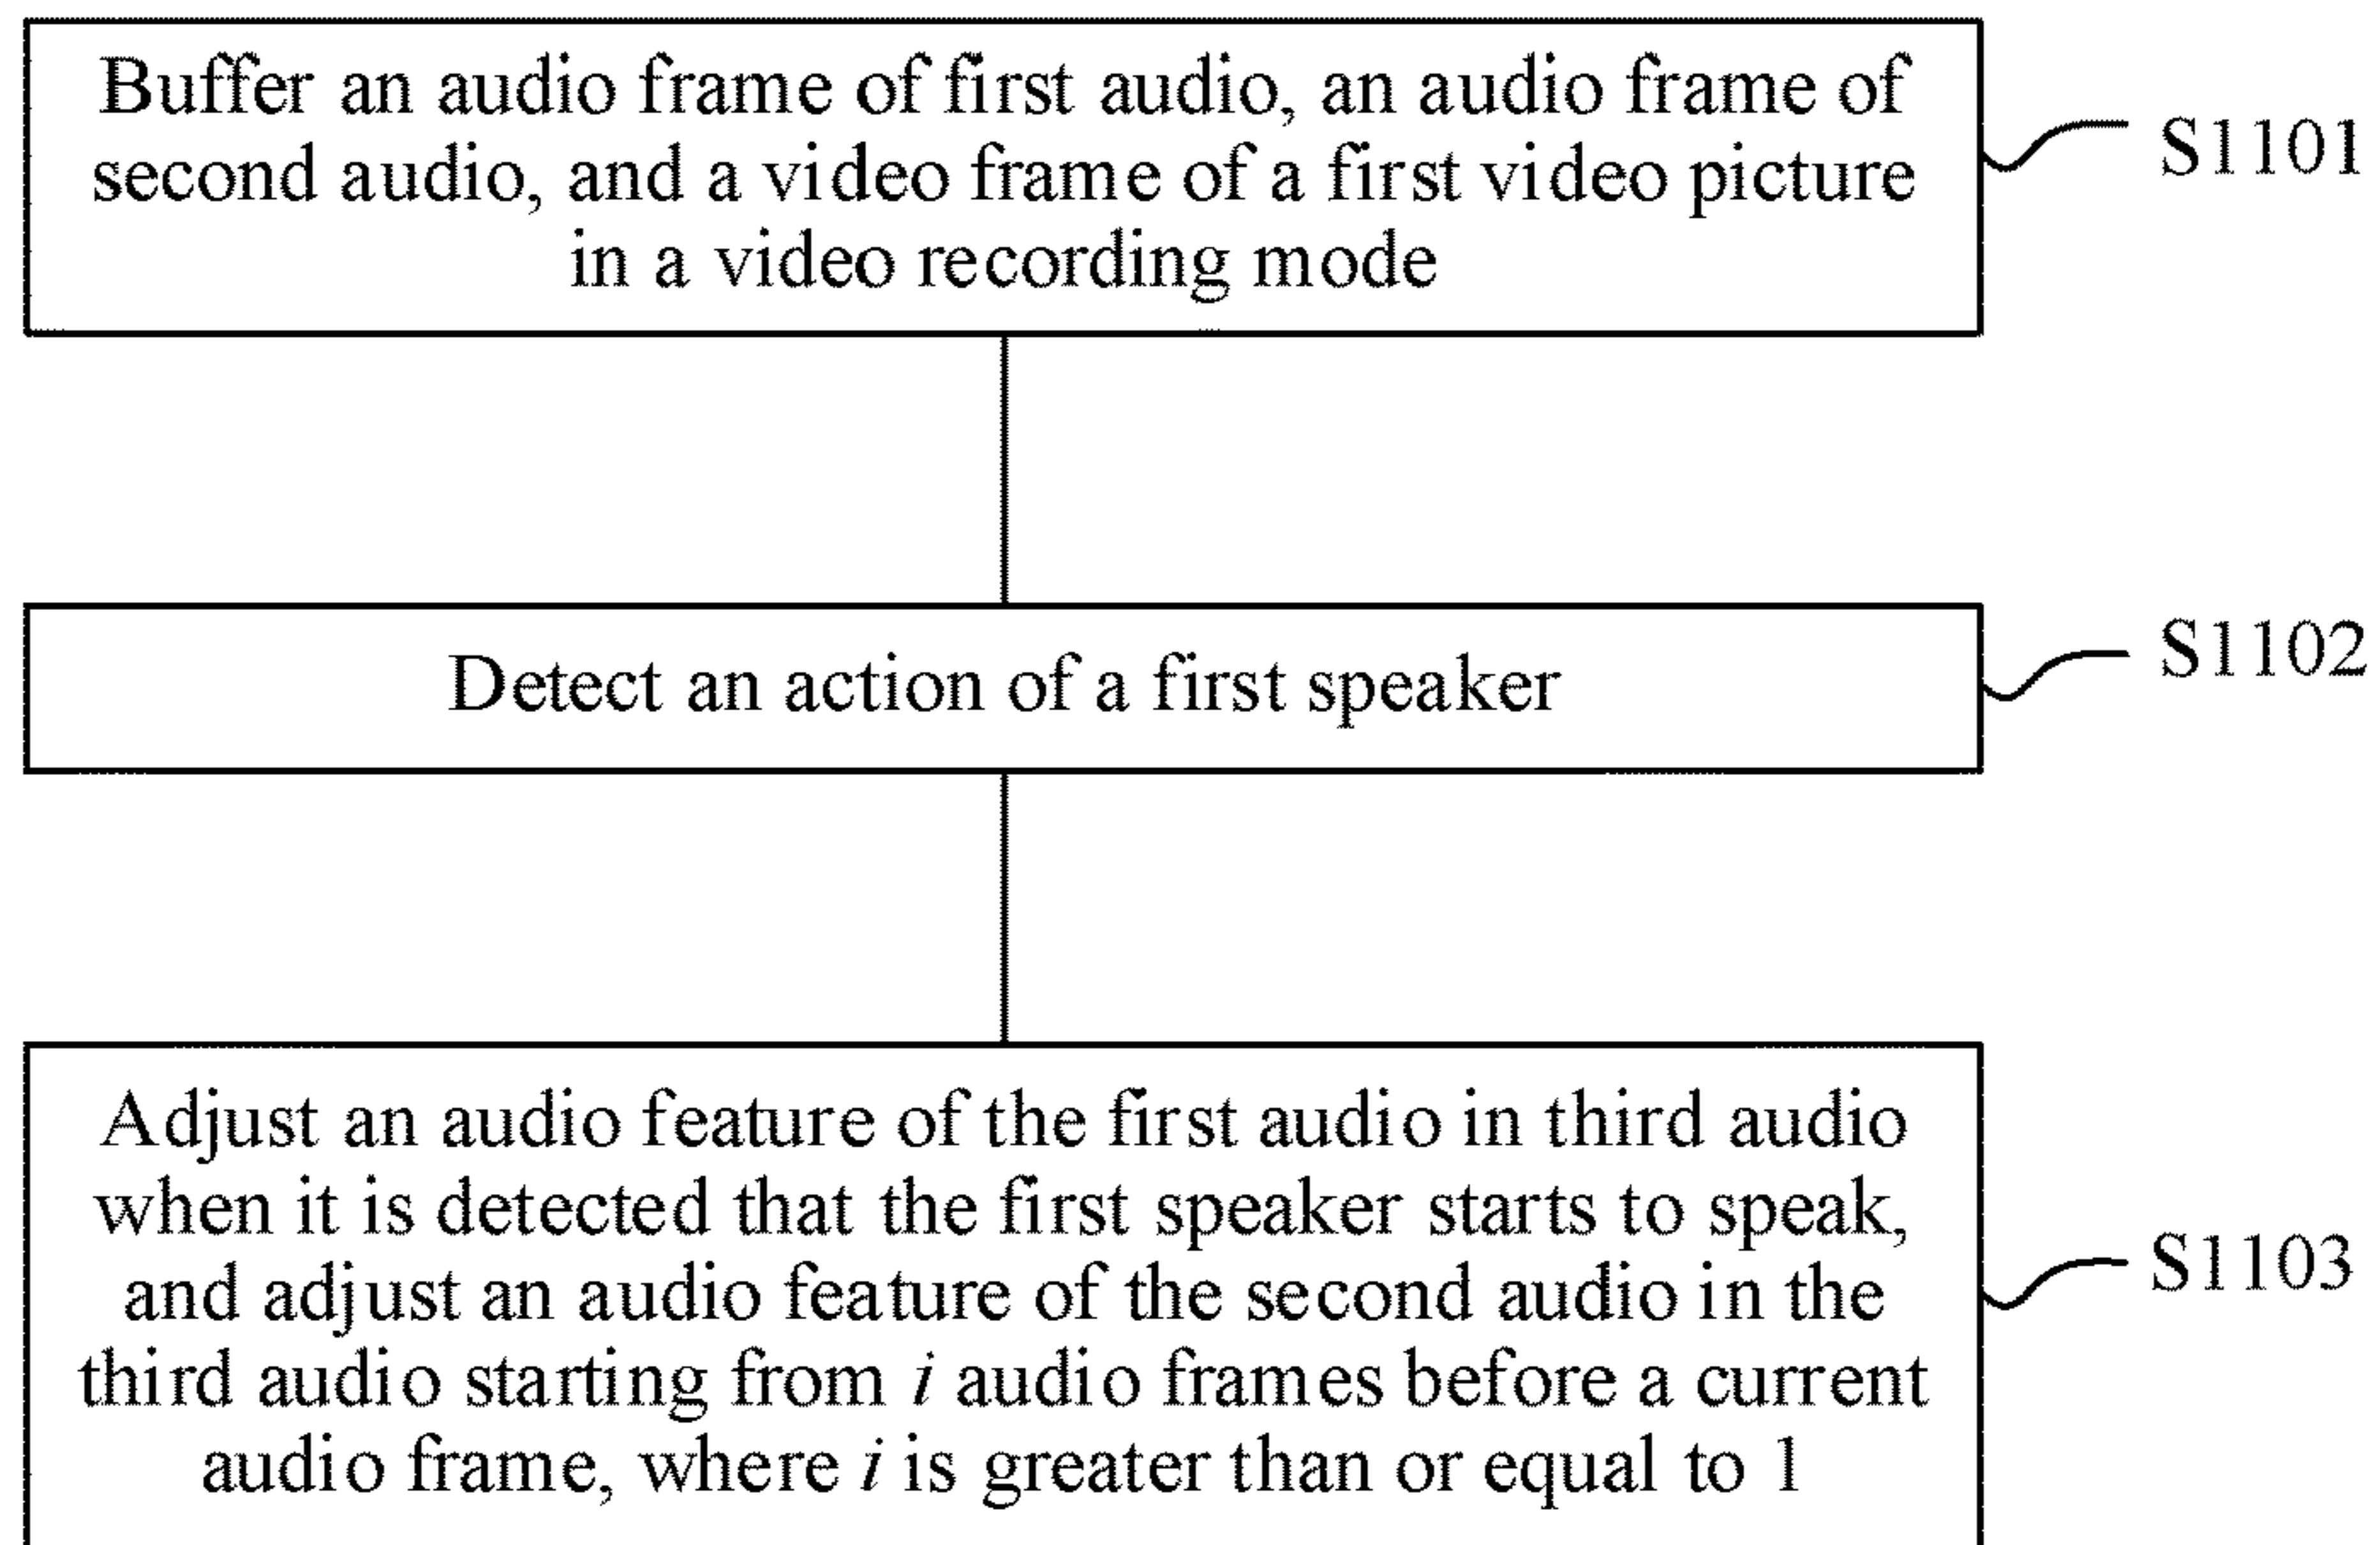 Buffer an audio frame of first audio, an audio frame of
second audio, and a video frame of a first video picture
in a video recording mode
S1101
Detect an action of a first speaker
S1102
Adjust an audio feature of the first audio in third audio
when it is detected that the first speaker starts to speak,
and adjust an audio feature of the second audio in the
third audio starting from i audio frames before a current
audio frame, where i is greater than or equal to 1
S1103